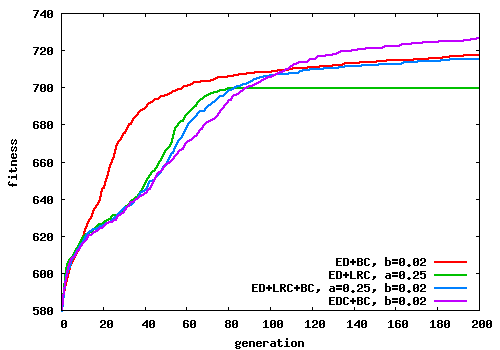 740
720
700
680
660
640
620
600
580
fitness
ED+BC, b=0.02
ED+LRC, a=0.25
ED+LRC+BC, a=0.25, b=0.02
EDC+BC, b=0.02
0 20 40 60 80 100 120 140 160 180 200
generation